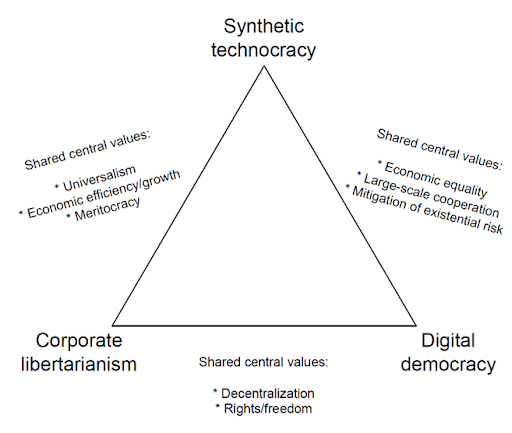 Synthetic
technocracy
Shared central values:
* Universalism
* Economic efficiency/growth
* Meritocracy
Shared central values:
* Economic equality
* Large-scale cooperation
* Mitigation of existential risk
Corporate
libertarianism
Shared central values:
* Decentralization
* Rights/freedom
Digital
democracy